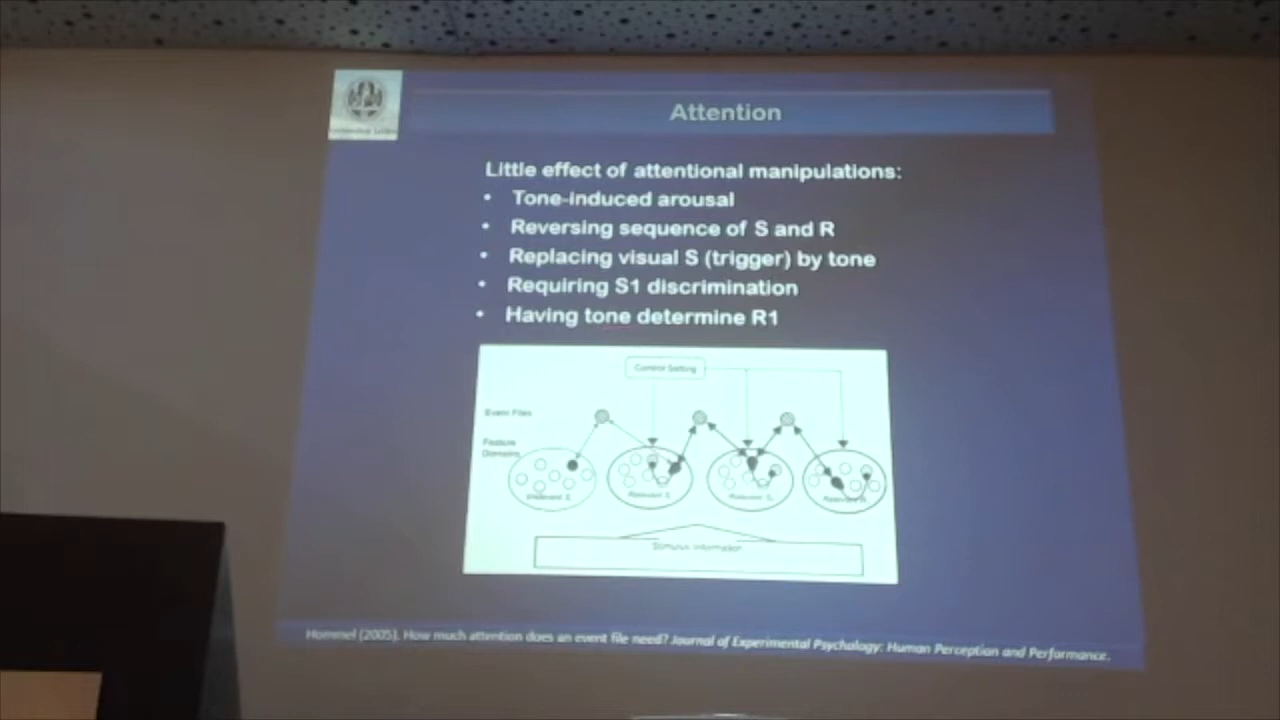 Attention
Little effect of attentional manipulations:
• Tone-induced arousal
• Reversing sequence of S and R
• Replacing visual S (trigger) by tone
• Requiring S1 discrimination
• Having tone determine R1
Control Setting
Event Files
Feature
Domains
Stimulus Information
Hommel (2005). How much attention does an event file need? Journal of Experimental Psychology: Human Perception and Performance.